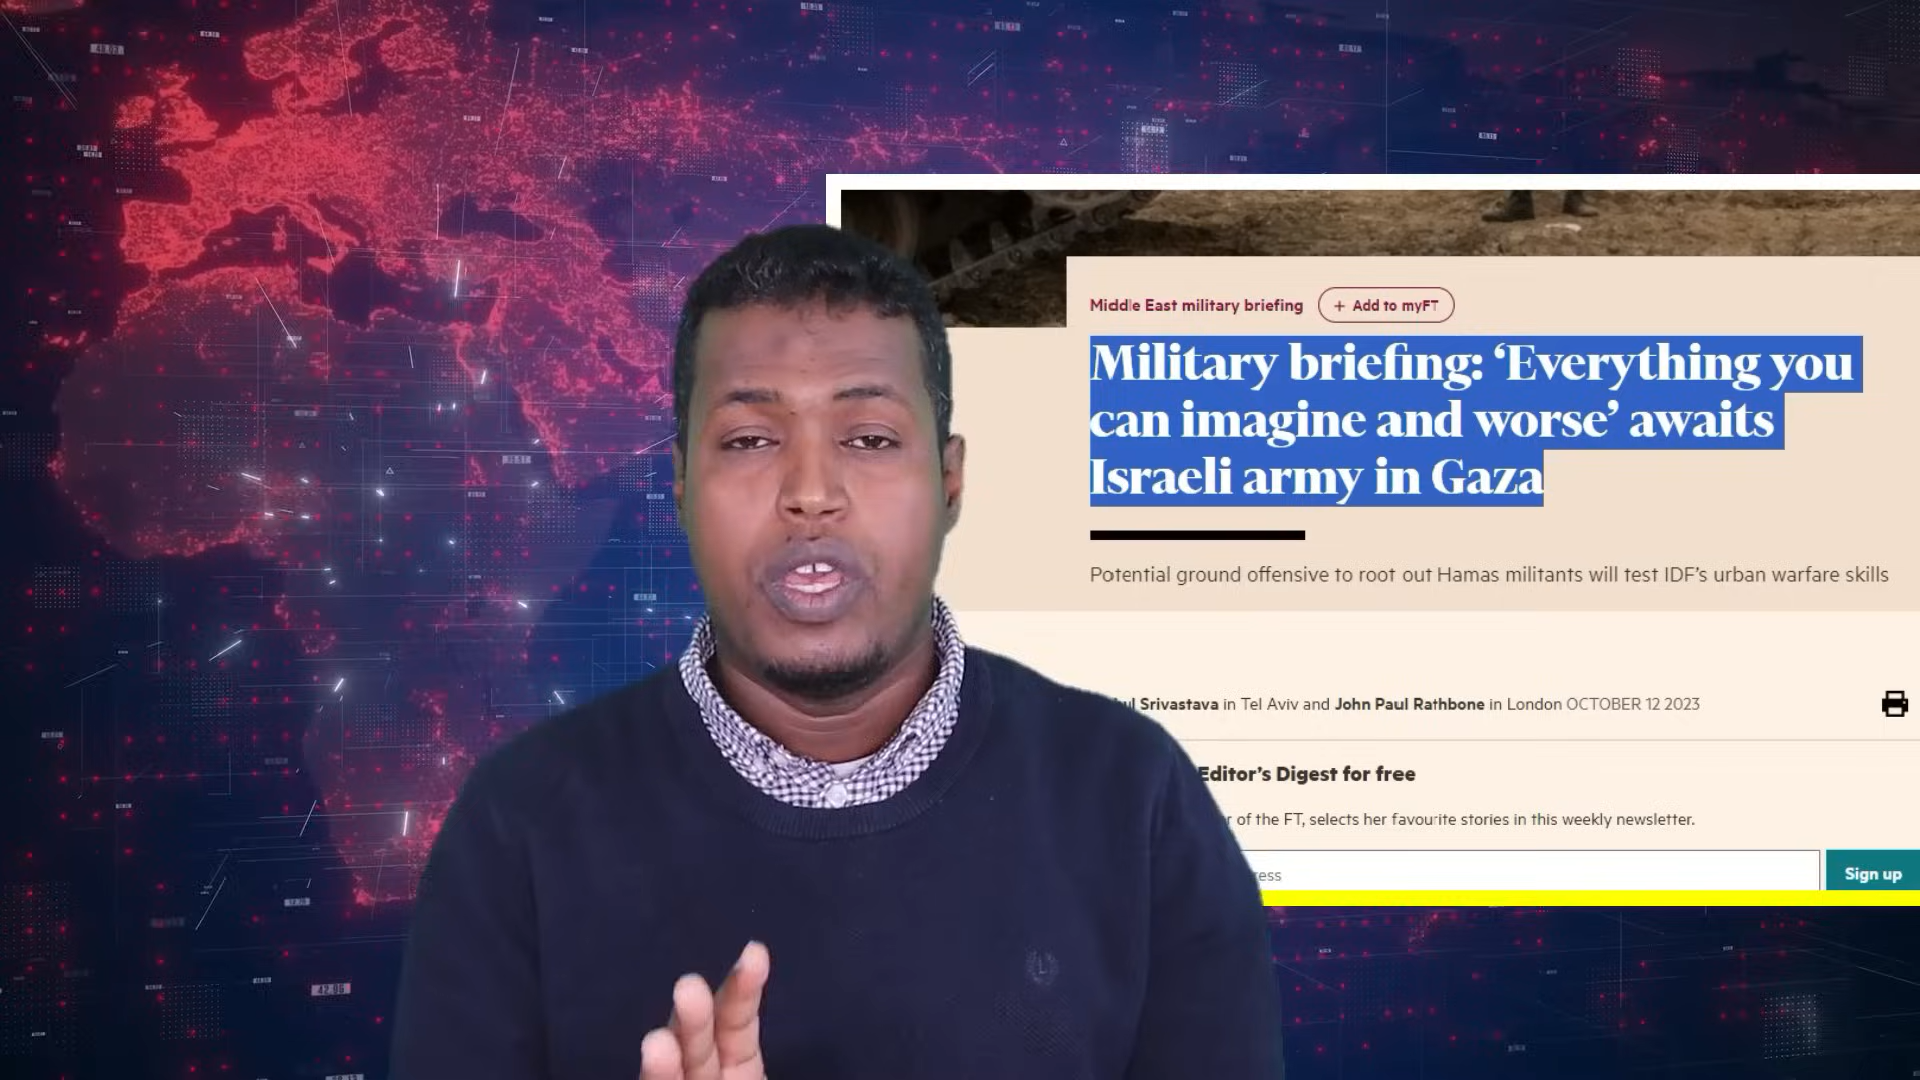 Middle East military briefing
+ Add to myFT
Military briefing: ‘Everything you
can imagine and worse’ awaits
Israeli army in Gaza
Potential ground offensive to root out Hamas militants will test IDF’s urban warfare skills
Srivastava in Tel Aviv and John Paul Rathbone in London OCTOBER 12 2023
Editor’s Digest for free
of the FT, selects her favourite stories in this weekly newsletter.
Sign up
42.06